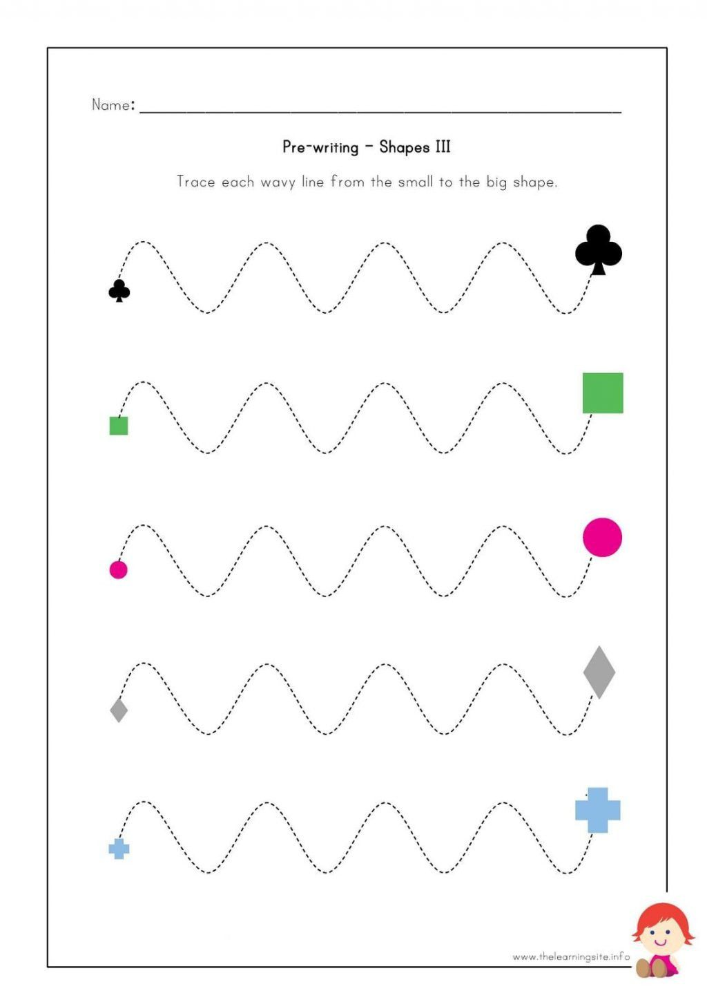 Name: ____________________
Pre-writing – Shapes III
Trace each wavy line from the small to the big shape.
www.thelearningsite.info